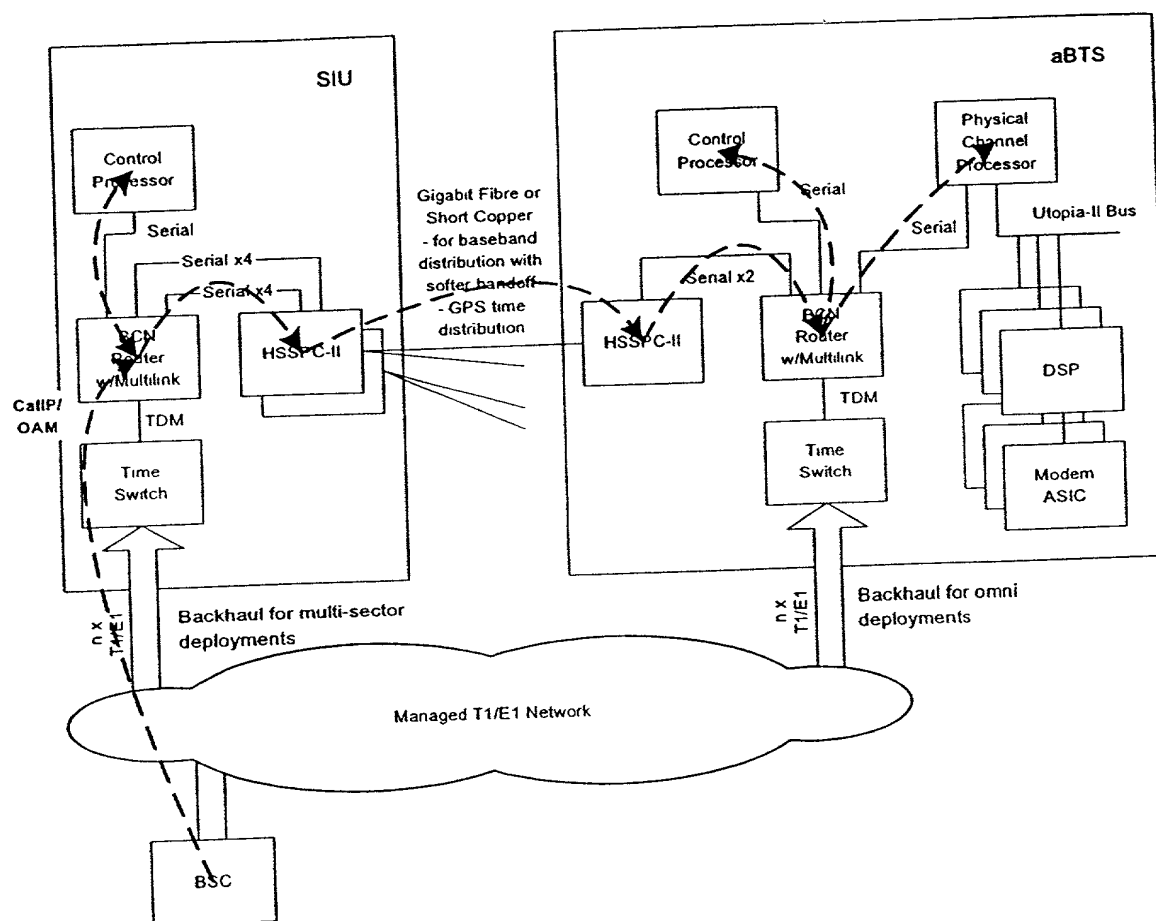 SIU
Control
Processor
Serial
Serial x4
Serial x4
BCN
Router
w/Multilink
HSSPC-II
CallP/
OAM
TDM
Time
Switch
n x
T1/E1
Backhaul for multi-sector
deployments
Gigabit Fibre or
Short Copper
- for baseband
distribution with
softer handoff
- GPS time
distribution
aBTS
Control
Processor
Physical
Channel
Processor
Serial
Serial
Utopia-II Bus
Serial x2
HSSPC-II
BCN
Router
w/Multilink
TDM
Time
Switch
DSP
Modem
ASIC
n x
T1/E1
Backhaul for omni
deployments
Managed T1/E1 Network
BSC